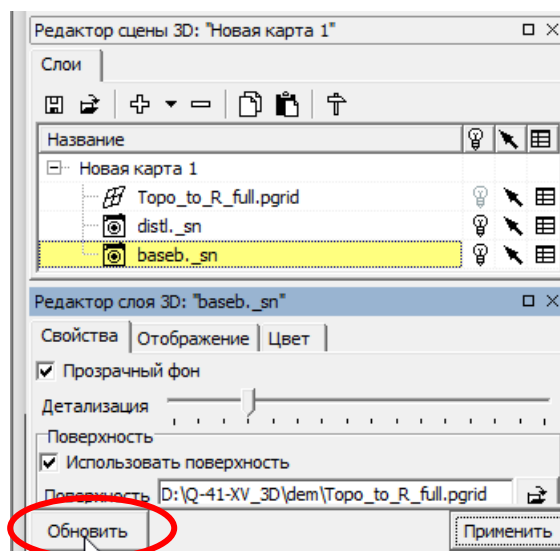 Редактор сцены 3D: "Новая карта 1"
Слои
Название
Новая карта 1
Topo_to_R_full.pgrid
distl._sn
baseb._sn
Редактор слоя 3D: "baseb._sn"
Свойства Отображение Цвет
Прозрачный фон
Детализация
Поверхность
Использовать поверхность
Поверхность D:\Q-41-XV_3D\dem\Topo_to_R_full.pgrid
Обновить Применить